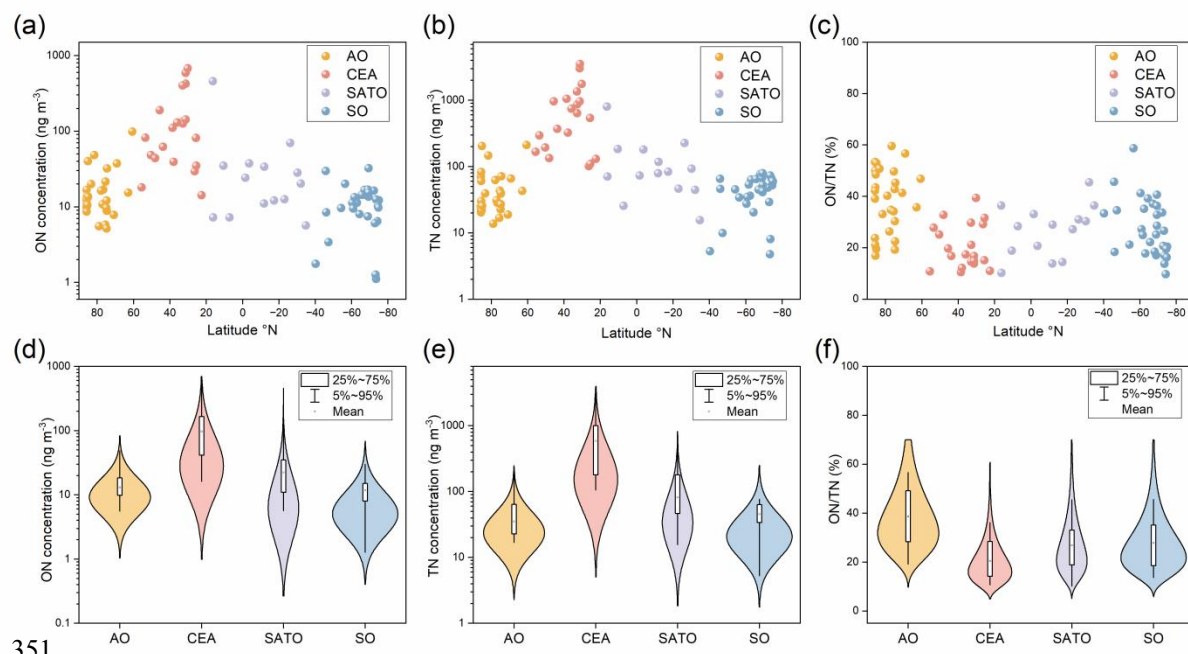 (a)
ON concentration (ng m⁻³)
1000
100
10
1
AO
CEA
SATO
SO
80 60 40 20 0 −20 −40 −60 −80
Latitude °N
(b)
TN concentration (ng m⁻³)
1000
100
10
1
AO
CEA
SATO
SO
80 60 40 20 0 −20 −40 −60 −80
Latitude °N
(c)
ON/TN (%)
100
80
60
40
20
0
AO
CEA
SATO
SO
80 60 40 20 0 −20 −40 −60 −80
Latitude °N
(d)
ON concentration (ng m⁻³)
1000
100
10
1
0.1
25%~75%
5%~95%
Mean
AO CEA SATO SO
(e)
TN concentration (ng m⁻³)
1000
100
10
1
25%~75%
5%~95%
Mean
AO CEA SATO SO
(f)
ON/TN (%)
100
80
60
40
20
0
25%~75%
5%~95%
Mean
AO CEA SATO SO
351